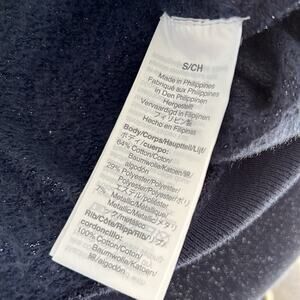 S/CH
Made in Philippines
Fabriqué aux Philippines
In Den Philippinen
Hergestellt
Vervaardigd in Filipijnen
フィリピン製
Hecho en Filipinas
Body/Corps/Hauptteil/Lijf/
ボディ/cuerpo:
64% Cotton/Coton/
Baumwolle/Katoen/綿/
algodón
29% Polyester/Polyester/
Polyester/Polyester/ポリ
エステル/poliéster
7% Metallic/Métallique/
Metallic/Metallic/メタリ
ック/metálico
Rib/Côte/Ripp/Rib/リブ/
cordoncillo:
100% Cotton/Coton/
Baumwolle/Katoen/
綿/algodón